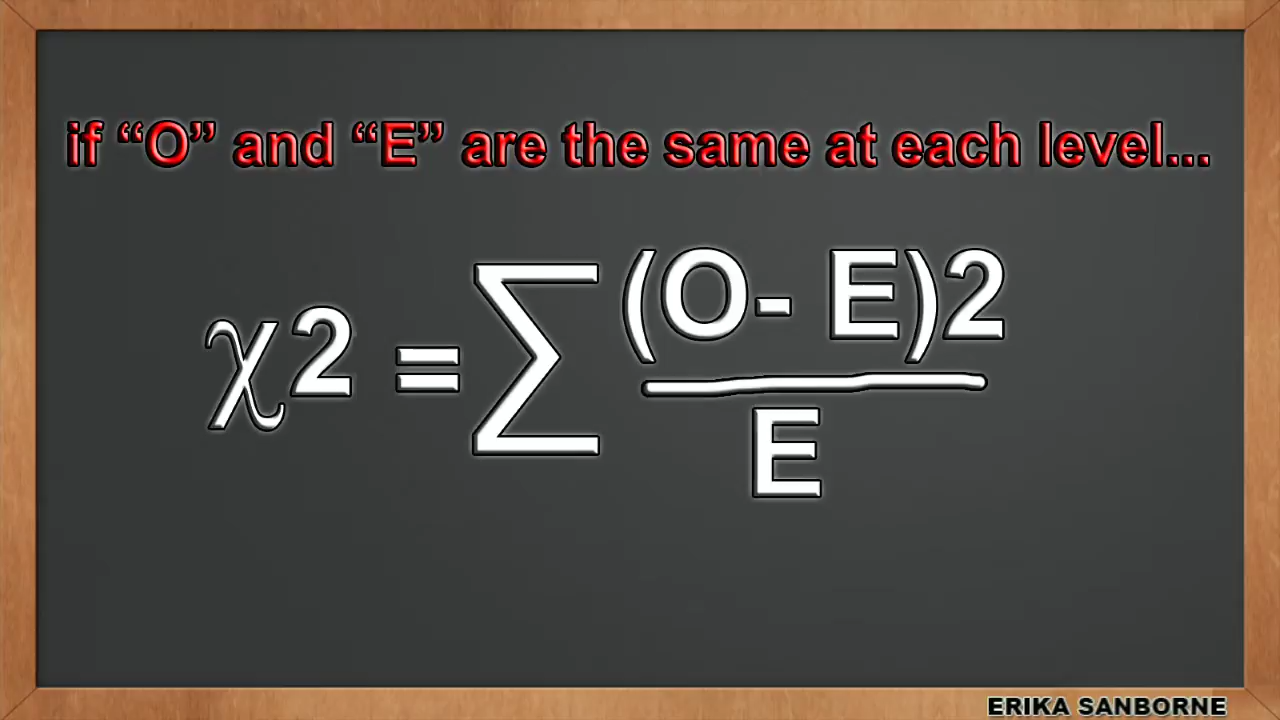 if “O” and “E” are the same at each level...
χ2 = ∑ (O- E)2
E
ERIKA SANBORNE